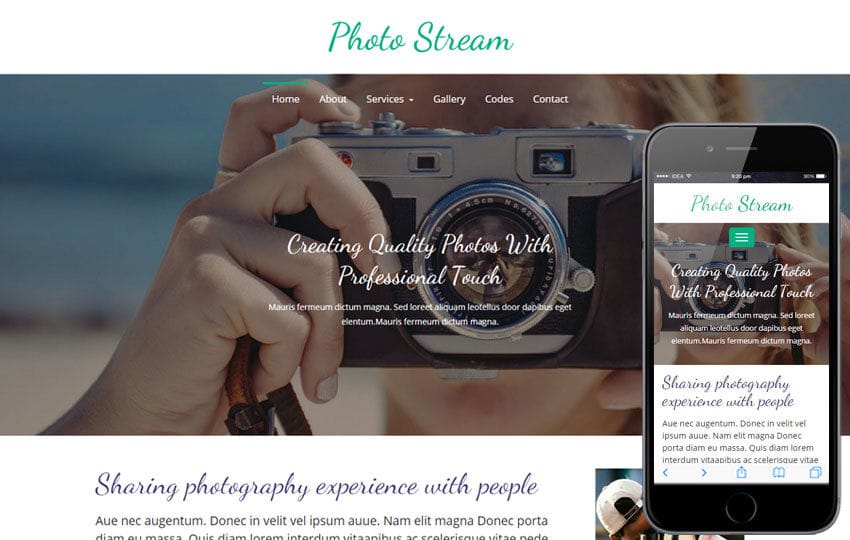 Photo Stream
Home About Services Gallery Codes Contact
Creating Quality Photos With
Professional Touch
Mauris fermeum dictum magna. Sed loreet aliquam leotellus door dapibus eget
elentum.Mauris fermeum dictum magna.
Sharing photography experience with people
Aue nec augentum. Donec in velit vel ipsum auue. Nam elit magna Donec porta
diam eu massa. Quis diam lorem interdum vitaapibus ac scelerisque vitae pede
IDEA 9:20 pm 90%
Photo Stream
Creating Quality Photos
With Professional Touch
Mauris fermeum dictum magna. Sed loreet
aliquam leotellus door dapibus eget
elentum.Mauris fermeum dictum magna.
Sharing photography
experience with people
Aue nec augentum. Donec in velit vel
ipsum auue. Nam elit magna Donec porta
diam eu massa. Quis diam lorem
interdum vitaapibus ac scelerisque vitae